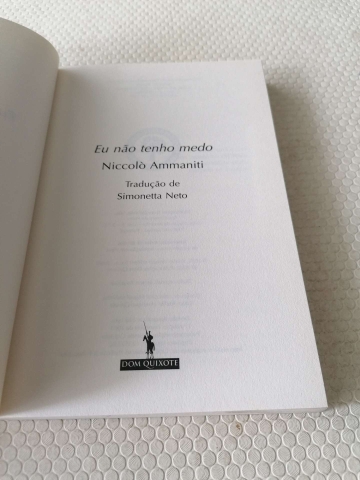 Eu não tenho medo
Niccolò Ammaniti
Tradução de
Simonetta Neto
DOM QUIXOTE